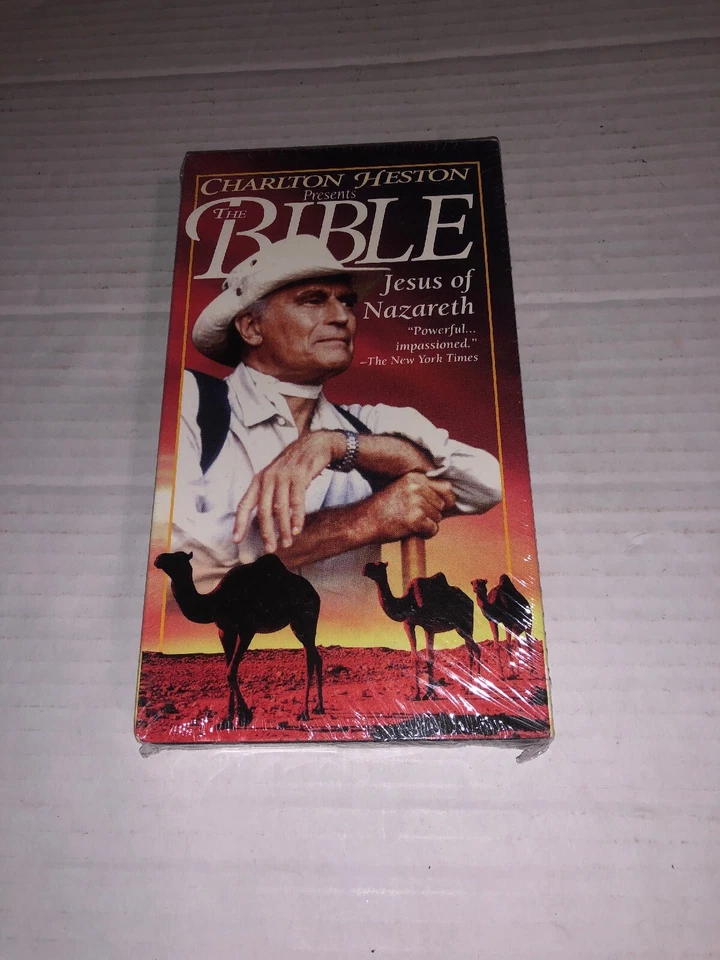 CHARLTON HESTON
Presents
THE
BIBLE
Jesus of
Nazareth
“Powerful...
impassioned.”
–The New York Times